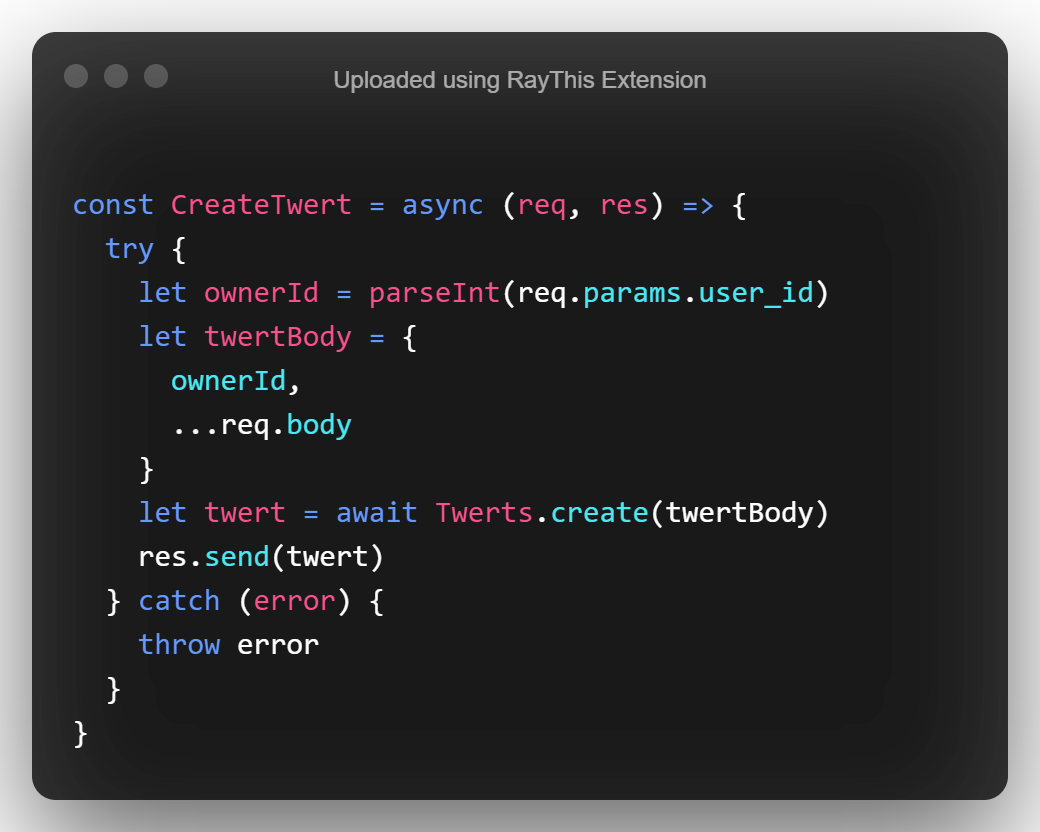 Uploaded using RayThis Extension
const CreateTwert = async (req, res) => {
  try {
    let ownerId = parseInt(req.params.user_id)
    let twertBody = {
      ownerId,
      ...req.body
    }
    let twert = await Twerts.create(twertBody)
    res.send(twert)
  } catch (error) {
    throw error
  }
}